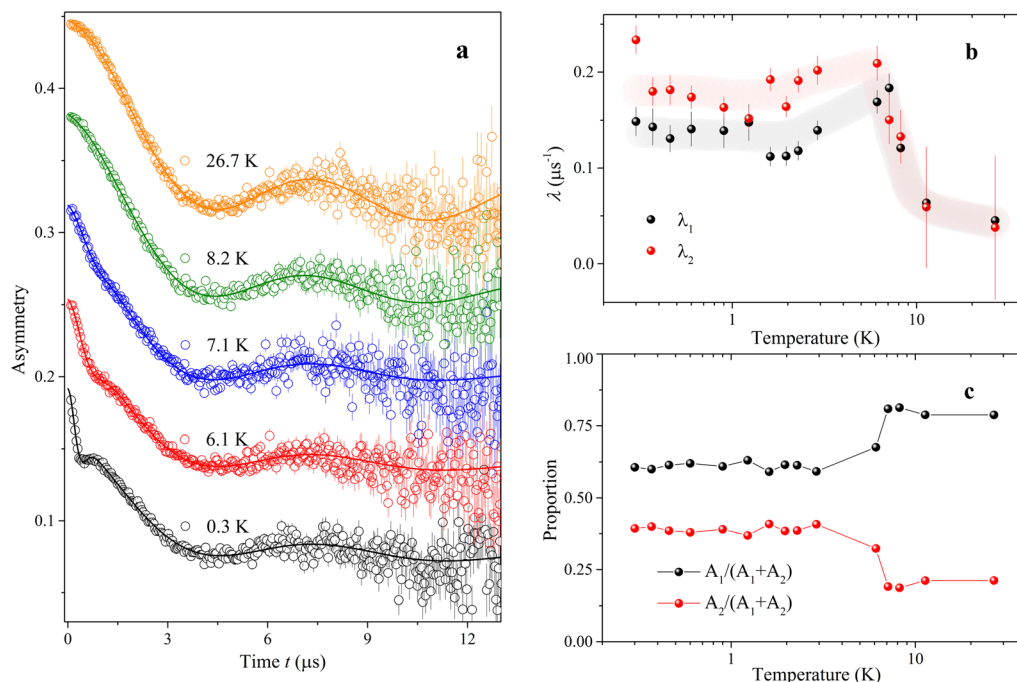 a
0.4
0.3
0.2
0.1
Asymmetry
26.7 K
8.2 K
7.1 K
6.1 K
0.3 K
0
3
6
9
12
Time t (μs)
b
0.2
0.1
0.0
λ (μs⁻¹)
λ₁
λ₂
1
10
Temperature (K)
c
1.00
0.75
0.50
0.25
0.00
Proportion
A₁/(A₁+A₂)
A₂/(A₁+A₂)
1
10
Temperature (K)